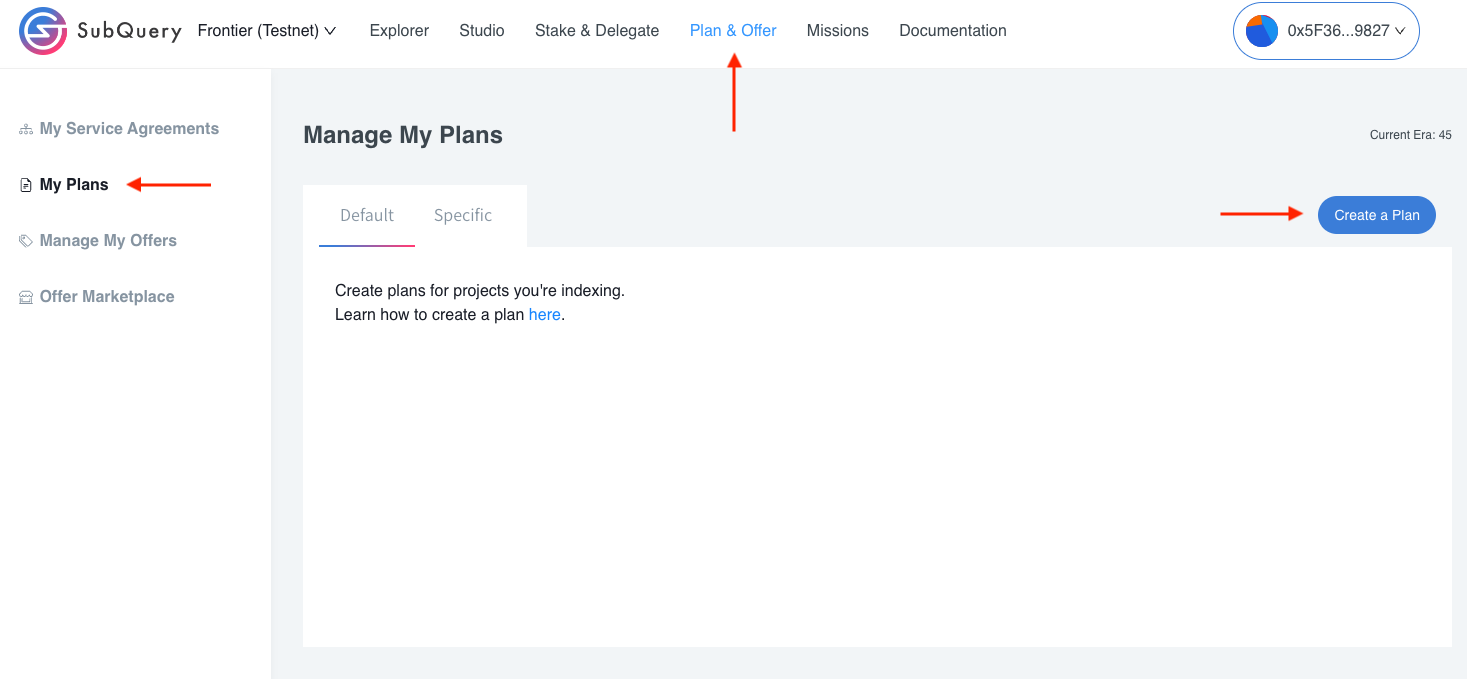 SubQuery Frontier (Testnet) Explorer Studio Stake & Delegate Plan & Offer Missions Documentation 0x5F36...9827
My Service Agreements
My Plans
Manage My Offers
Offer Marketplace
Manage My Plans
Current Era: 45
Default Specific
Create a Plan
Create plans for projects you're indexing.
Learn how to create a plan here.